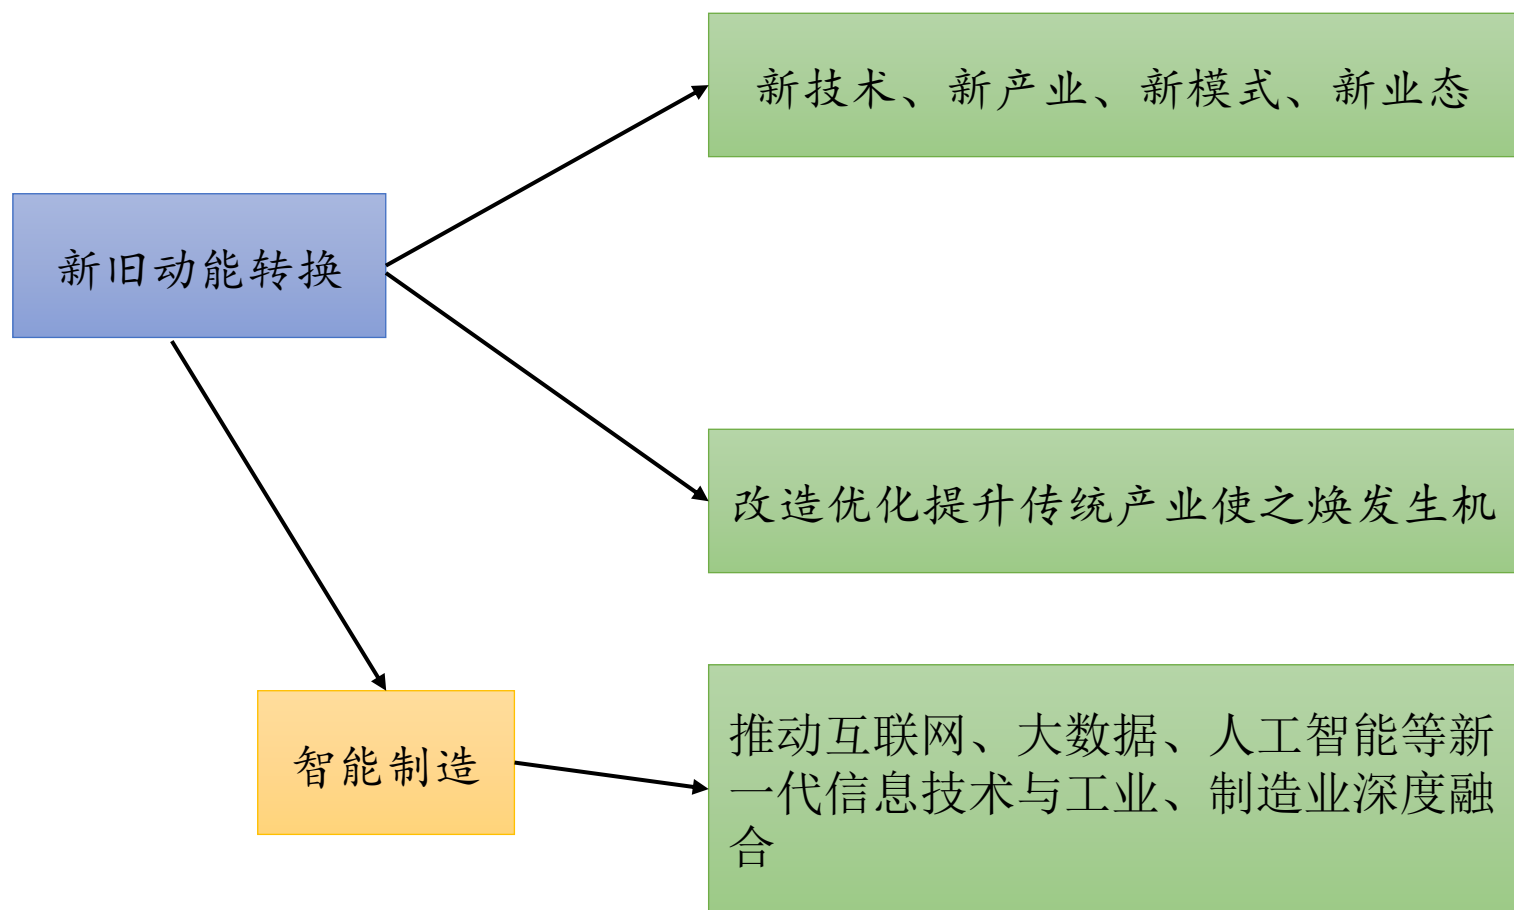 新技术、新产业、新模式、新业态
新旧动能转换
改造优化提升传统产业使之焕发生机
智能制造
推动互联网、大数据、人工智能等新
一代信息技术与工业、制造业深度融
合